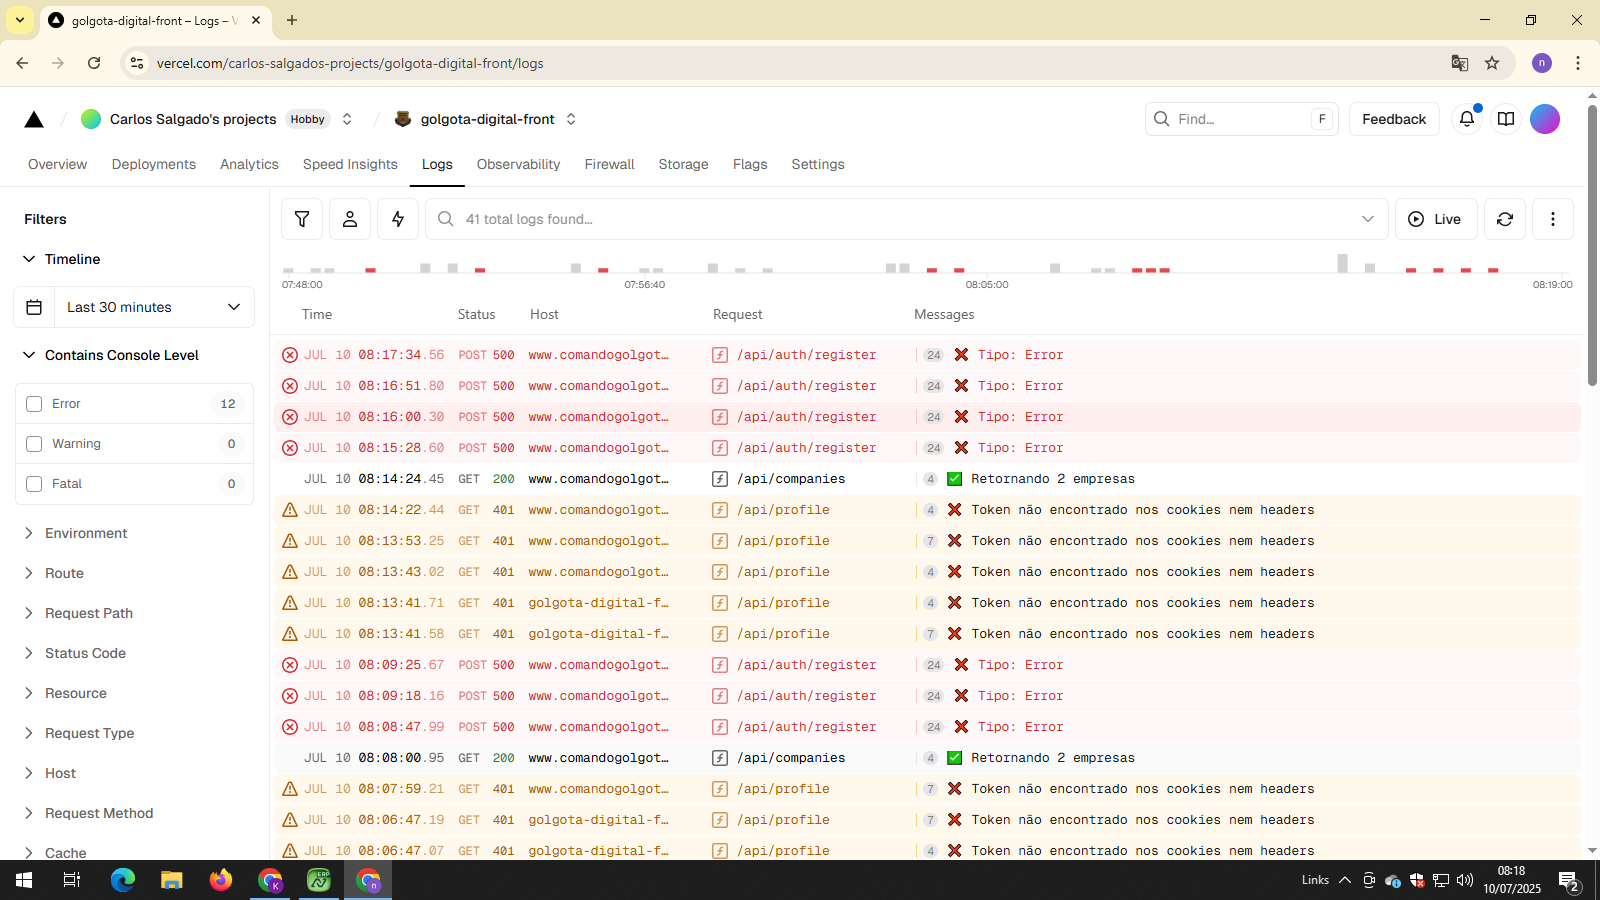 golgota-digital-front – Logs – V
vercel.com/carlos-salgados-projects/golgota-digital-front/logs
n
Carlos Salgado's projects Hobby golgota-digital-front
Find… F Feedback
Overview Deployments Analytics Speed Insights Logs Observability Firewall Storage Flags Settings
Filters
Timeline
Last 30 minutes
Contains Console Level
Error 12
Warning 0
Fatal 0
Environment
Route
Request Path
Status Code
Resource
Request Type
Host
Request Method
Cache
41 total logs found… Live
07:48:00 07:56:40 08:05:00 08:19:00
Time Status Host Request Messages
JUL 10 08:17:34.56 POST 500 www.comandogolgot… /api/auth/register 24 ❌ Tipo: Error
JUL 10 08:16:51.80 POST 500 www.comandogolgot… /api/auth/register 24 ❌ Tipo: Error
JUL 10 08:16:00.30 POST 500 www.comandogolgot… /api/auth/register 24 ❌ Tipo: Error
JUL 10 08:15:28.60 POST 500 www.comandogolgot… /api/auth/register 24 ❌ Tipo: Error
JUL 10 08:14:24.45 GET 200 www.comandogolgot… /api/companies 4 ✅ Retornando 2 empresas
JUL 10 08:14:22.44 GET 401 www.comandogolgot… /api/profile 4 ❌ Token não encontrado nos cookies nem headers
JUL 10 08:13:53.25 GET 401 www.comandogolgot… /api/profile 7 ❌ Token não encontrado nos cookies nem headers
JUL 10 08:13:43.02 GET 401 www.comandogolgot… /api/profile 4 ❌ Token não encontrado nos cookies nem headers
JUL 10 08:13:41.71 GET 401 golgota-digital-f… /api/profile 4 ❌ Token não encontrado nos cookies nem headers
JUL 10 08:13:41.58 GET 401 golgota-digital-f… /api/profile 7 ❌ Token não encontrado nos cookies nem headers
JUL 10 08:09:25.67 POST 500 www.comandogolgot… /api/auth/register 24 ❌ Tipo: Error
JUL 10 08:09:18.16 POST 500 www.comandogolgot… /api/auth/register 24 ❌ Tipo: Error
JUL 10 08:08:47.99 POST 500 www.comandogolgot… /api/auth/register 24 ❌ Tipo: Error
JUL 10 08:08:00.95 GET 200 www.comandogolgot… /api/companies 4 ✅ Retornando 2 empresas
JUL 10 08:07:59.21 GET 401 www.comandogolgot… /api/profile 7 ❌ Token não encontrado nos cookies nem headers
JUL 10 08:06:47.19 GET 401 golgota-digital-f… /api/profile 7 ❌ Token não encontrado nos cookies nem headers
JUL 10 08:06:47.07 GET 401 golgota-digital-f… /api/profile 4 ❌ Token não encontrado nos cookies nem headers
K ERP n
Links 08:18
10/07/2025 2